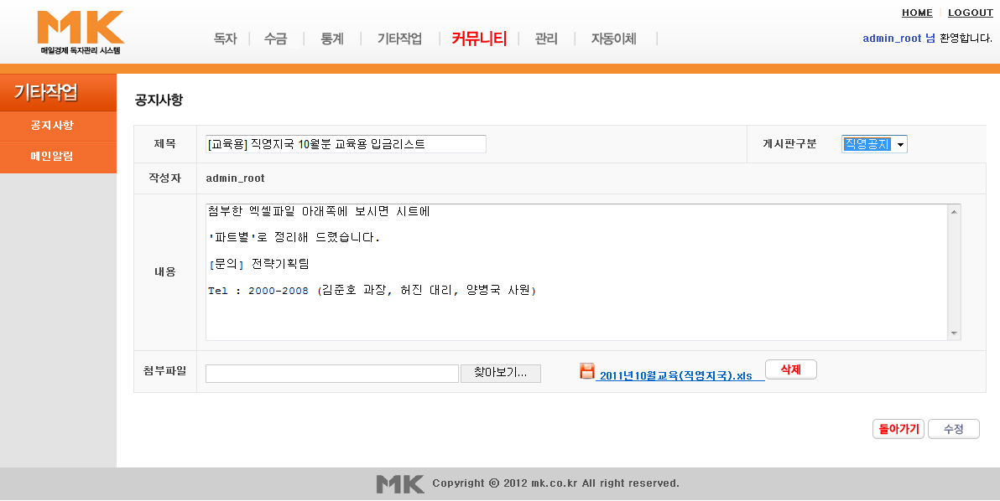 HOME LOGOUT
MK
매일경제 독자관리 시스템
독자 수금 통계 기타작업 커뮤니티 관리 자동이체
admin_root 님 환영합니다.
기타작업
공지사항
메인알림
공지사항
제목 [교육용] 직영지국 10월분 교육용 입금리스트 게시판구분 직영공지
작성자 admin_root
내용
첨부한 엑셀파일 아래쪽에 보시면 시트에
'파트별'로 정리해 드렸습니다.
[문의] 전략기획팀
Tel : 2000-2008 (김준호 과장, 허진 대리, 양병국 사원)
첨부파일 찾아보기... 2011년10월교육(직영지국).xls 삭제
돌아가기 수정
MK Copyright ⓒ 2012 mk.co.kr All right reserved.